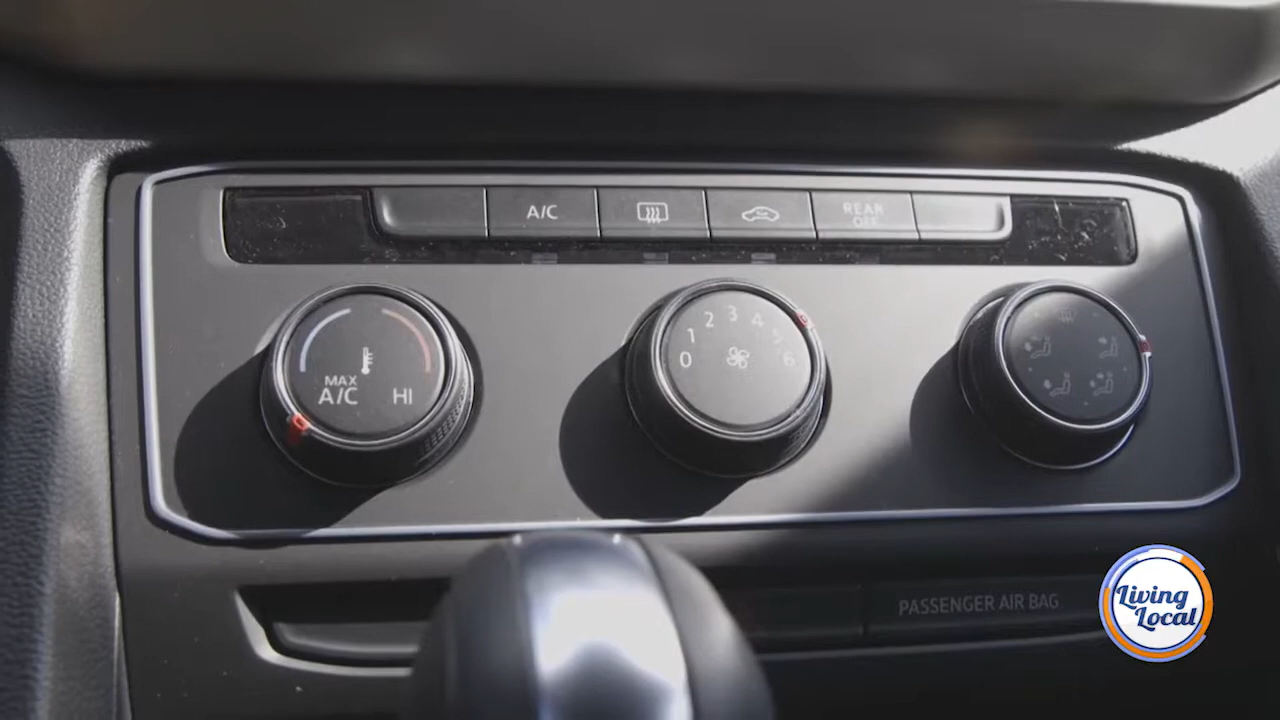 A/C
REAR
OFF
MAX
A/C HI
0 1 2 3 4 5 6
PASSENGER AIR BAG
Living
Local